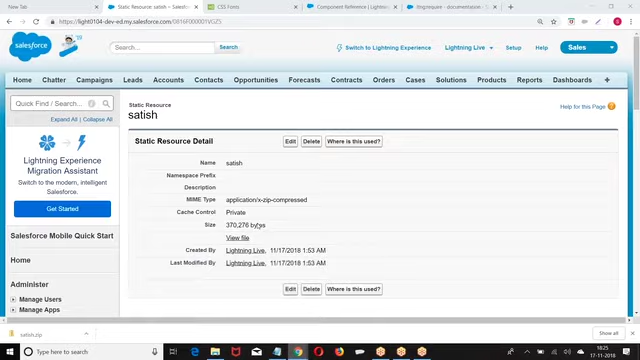 New Tab
Static Resource: satish ~ Salesfo
CSS Fonts
Component Reference | Lightni
ltng:require - documentation -
https://light0104-dev-ed.my.salesforce.com/0816F000001VGZS
salesforce
Search...
Search
Switch to Lightning Experience
Lightning Live
Setup
Help
Sales
Home
Chatter
Campaigns
Leads
Accounts
Contacts
Opportunities
Forecasts
Contracts
Orders
Cases
Solutions
Products
Reports
Dashboards
+
Quick Find / Search...
Expand All | Collapse All
Lightning Experience
Migration Assistant
Switch to the modern, intelligent
Salesforce.
Get Started
Salesforce Mobile Quick Start
Home
Administer
Manage Users
Manage Apps
Static Resource
satish
Help for this Page
Static Resource Detail
Edit
Delete
Where is this used?
Name satish
Namespace Prefix
Description
MIME Type application/x-zip-compressed
Cache Control Private
Size 370,276 bytes
View file
Created By Lightning Live, 11/17/2018 1:53 AM
Last Modified By Lightning Live, 11/17/2018 1:53 AM
Edit
Delete
Where is this used?
satish.zip
Show all
Type here to search
18:25
17-11-2018